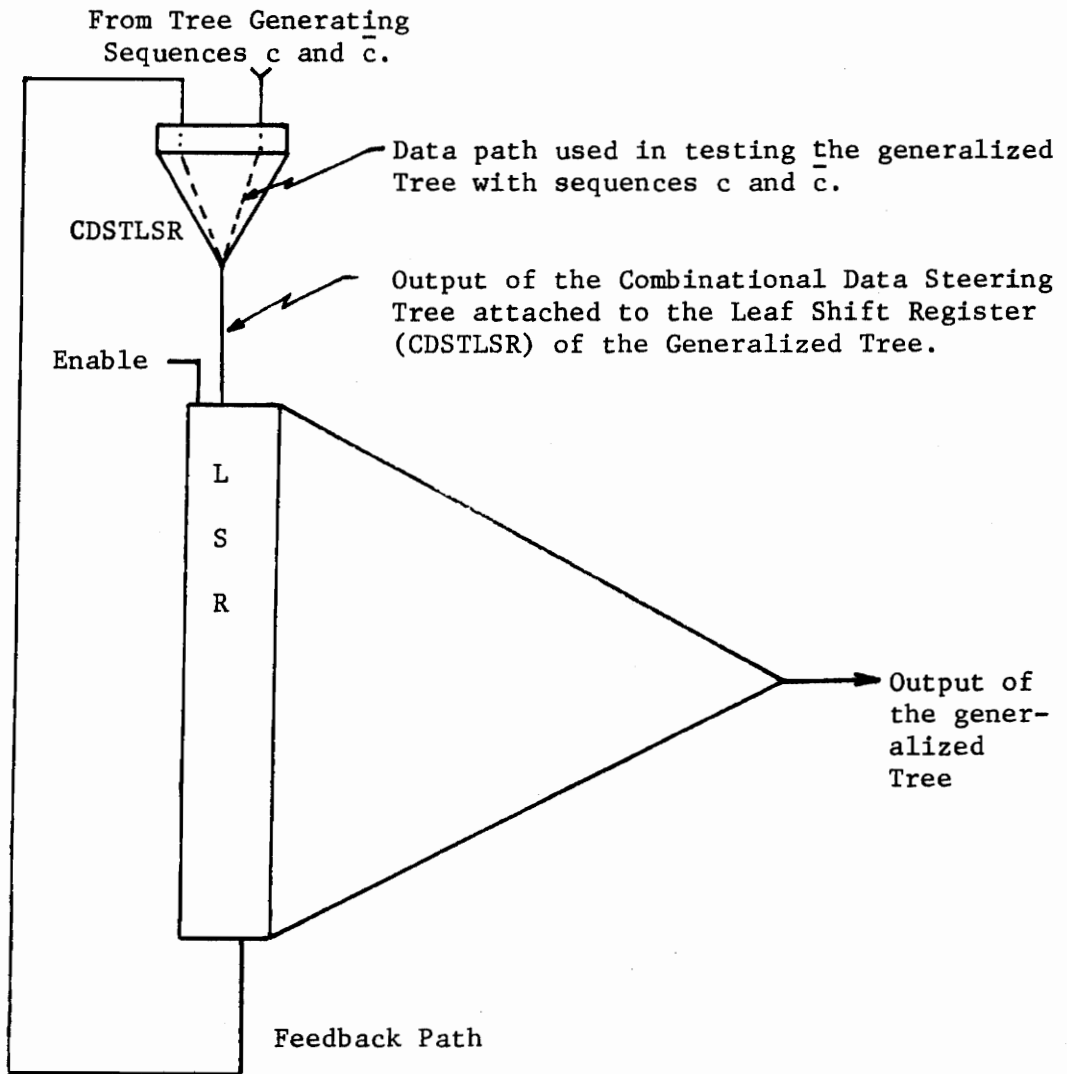 From Tree Generating
Sequences c and c̄.
Data path used in testing the generalized
Tree with sequences c and c̄.
CDSTLSR
Output of the Combinational Data Steering
Tree attached to the Leaf Shift Register
(CDSTLSR) of the Generalized Tree.
Enable
L
S
R
Output of
the gener-
alized
Tree
Feedback Path